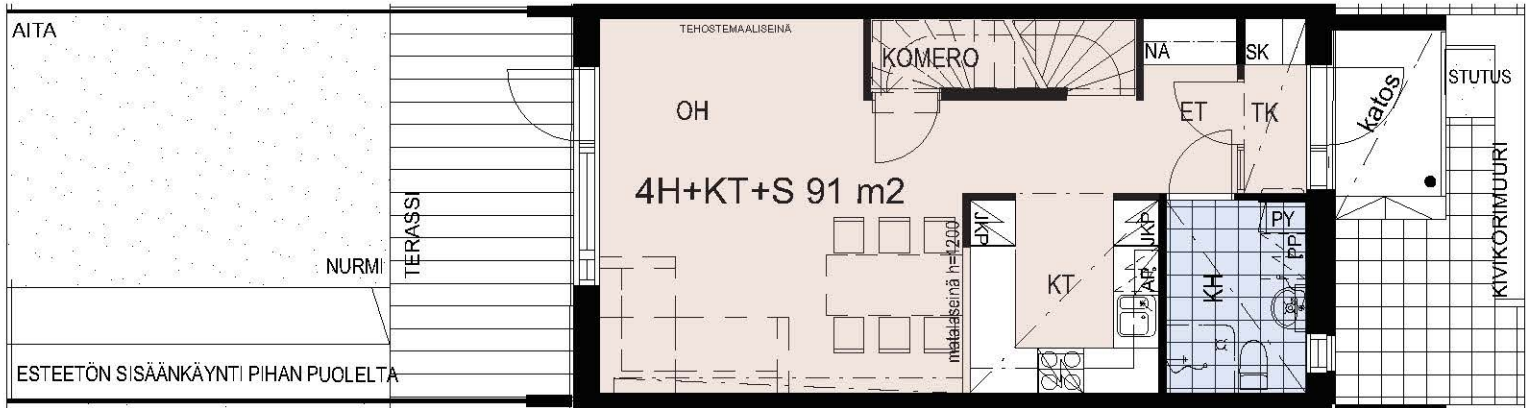 AITA
NURMI
TERASSI
ESTEETÖN SISÄÄNKÄYNTI PIHAN PUOLELTA
TEHOSTEMAALISEINÄ
OH
4H+KT+S 91 m2
matalaseinä h=1200
KOMERO
JKP
KT
JKP
AP
NA
SK
ET
TK
KH
PY
PP
katos
STUTUS
KIVIKORIMUURI